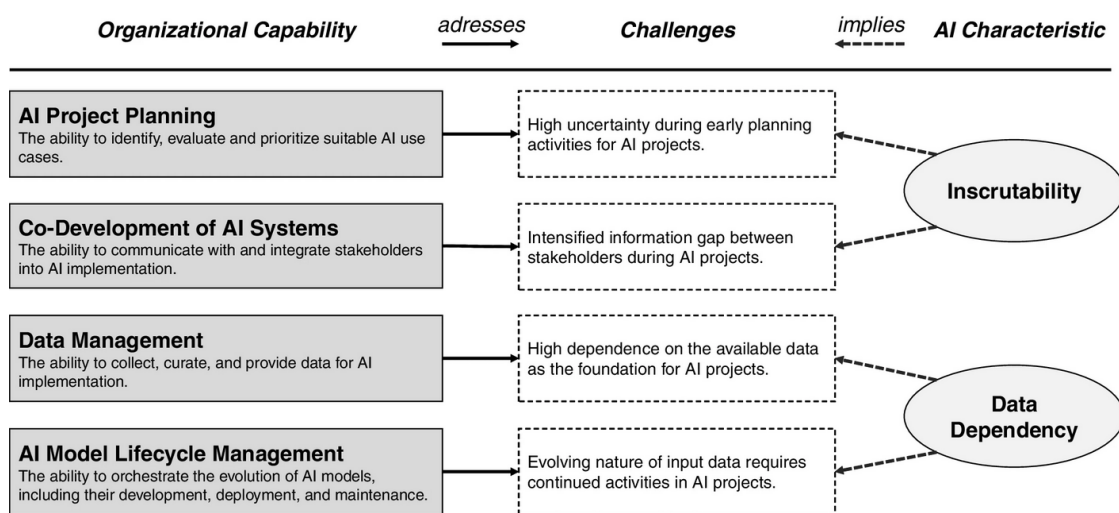 Organizational Capability
adresses
Challenges
implies
AI Characteristic
AI Project Planning
The ability to identify, evaluate and prioritize suitable AI use
cases.
High uncertainty during early planning
activities for AI projects.
Inscrutability
Co-Development of AI Systems
The ability to communicate with and integrate stakeholders
into AI implementation.
Intensified information gap between
stakeholders during AI projects.
Data Management
The ability to collect, curate, and provide data for AI
implementation.
High dependence on the available data
as the foundation for AI projects.
Data
Dependency
AI Model Lifecycle Management
The ability to orchestrate the evolution of AI models,
including their development, deployment, and maintenance.
Evolving nature of input data requires
continued activities in AI projects.